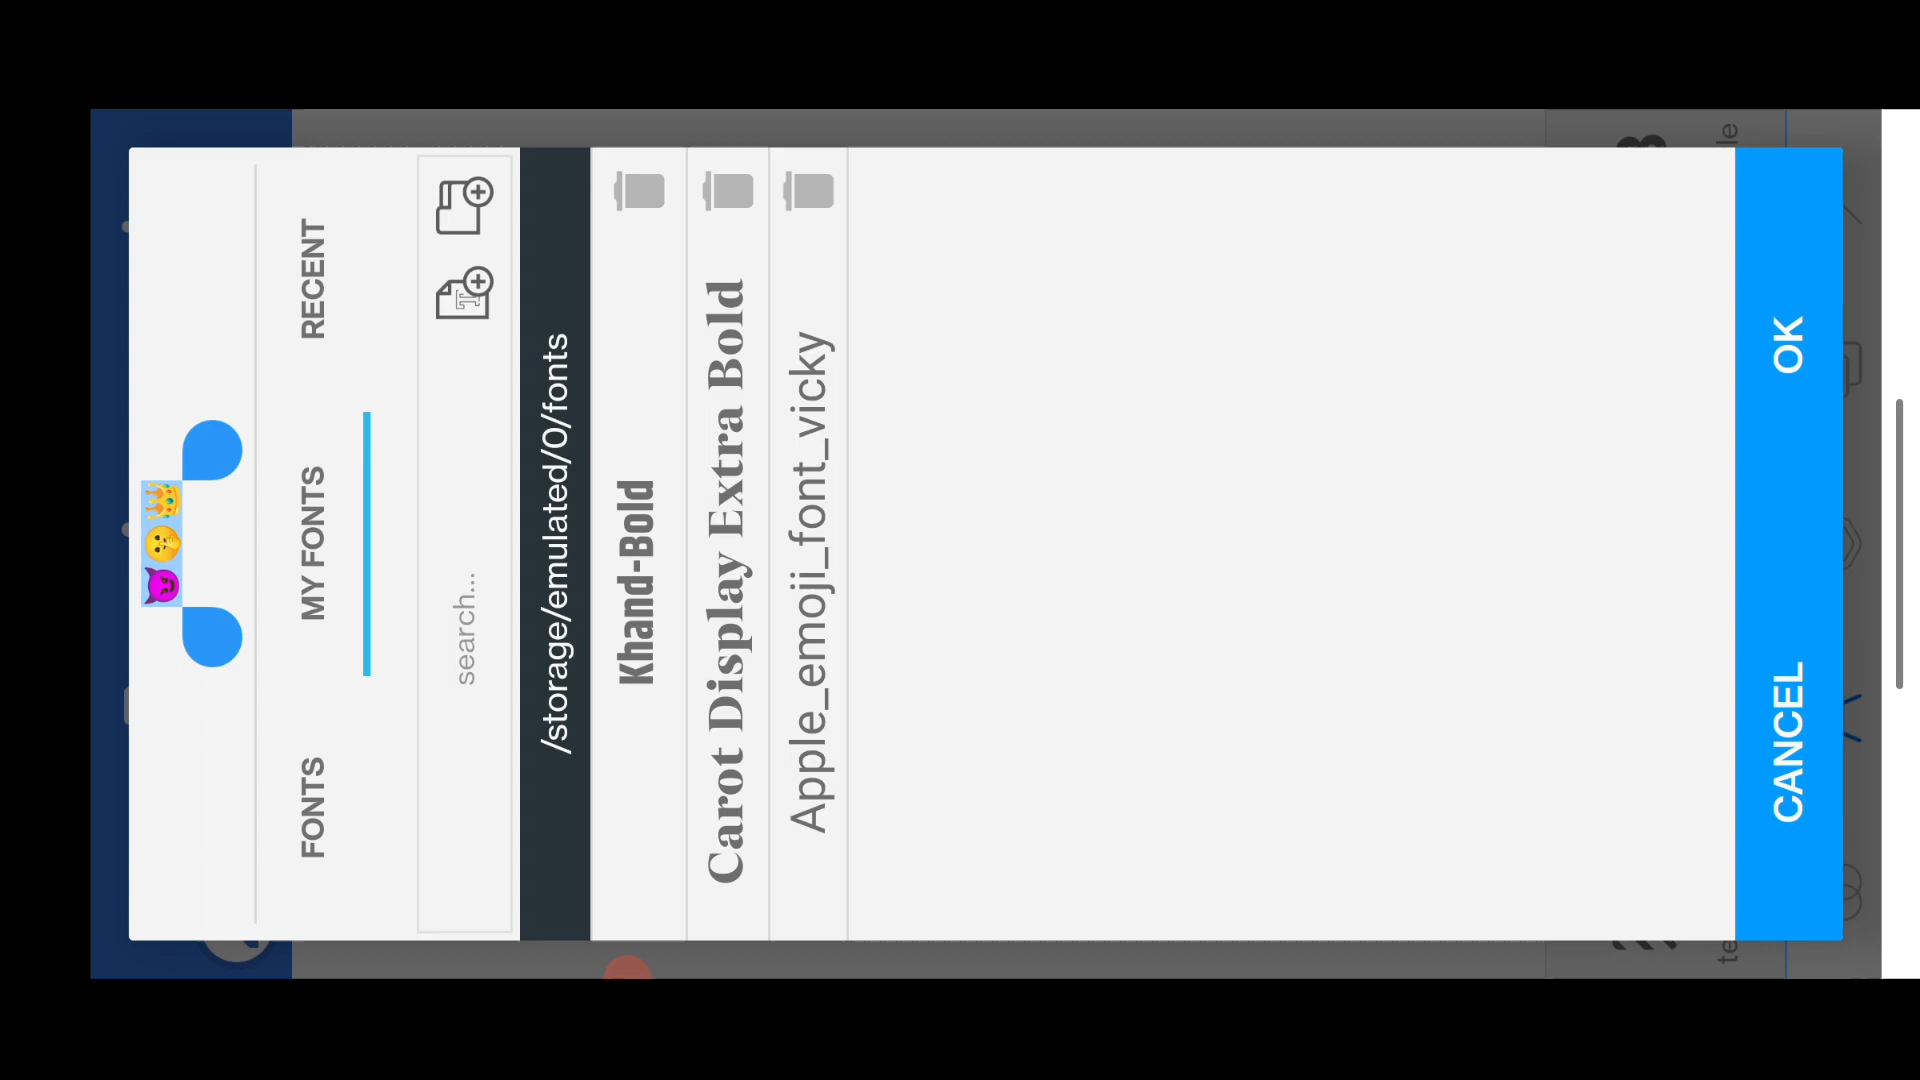 😈🤫👑
FONTS MY FONTS RECENT
search...
/storage/emulated/0/fonts
Khand-Bold
Carot Display Extra Bold
Apple_emoji_font_vicky
CANCEL OK